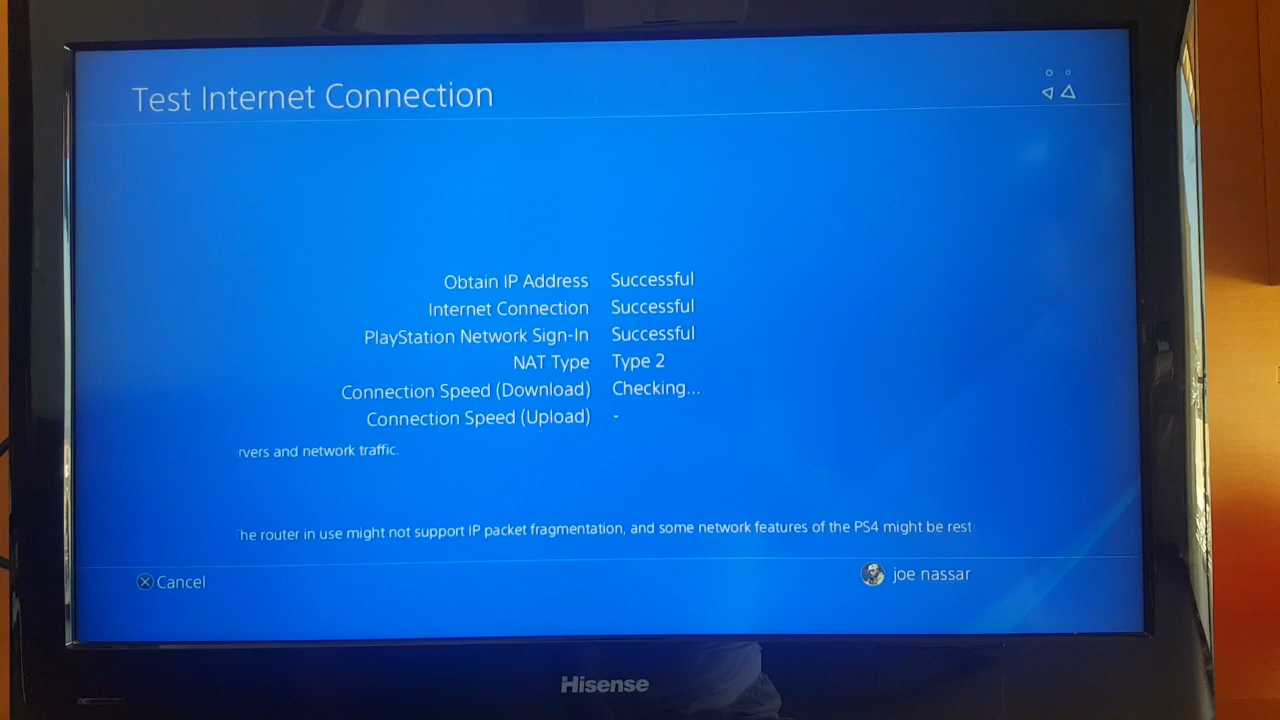 Test Internet Connection
Obtain IP Address Successful
Internet Connection Successful
PlayStation Network Sign-In Successful
NAT Type Type 2
Connection Speed (Download) Checking...
Connection Speed (Upload) -
rvers and network traffic.
he router in use might not support IP packet fragmentation, and some network features of the PS4 might be rest
Cancel
joe nassar
Hisense